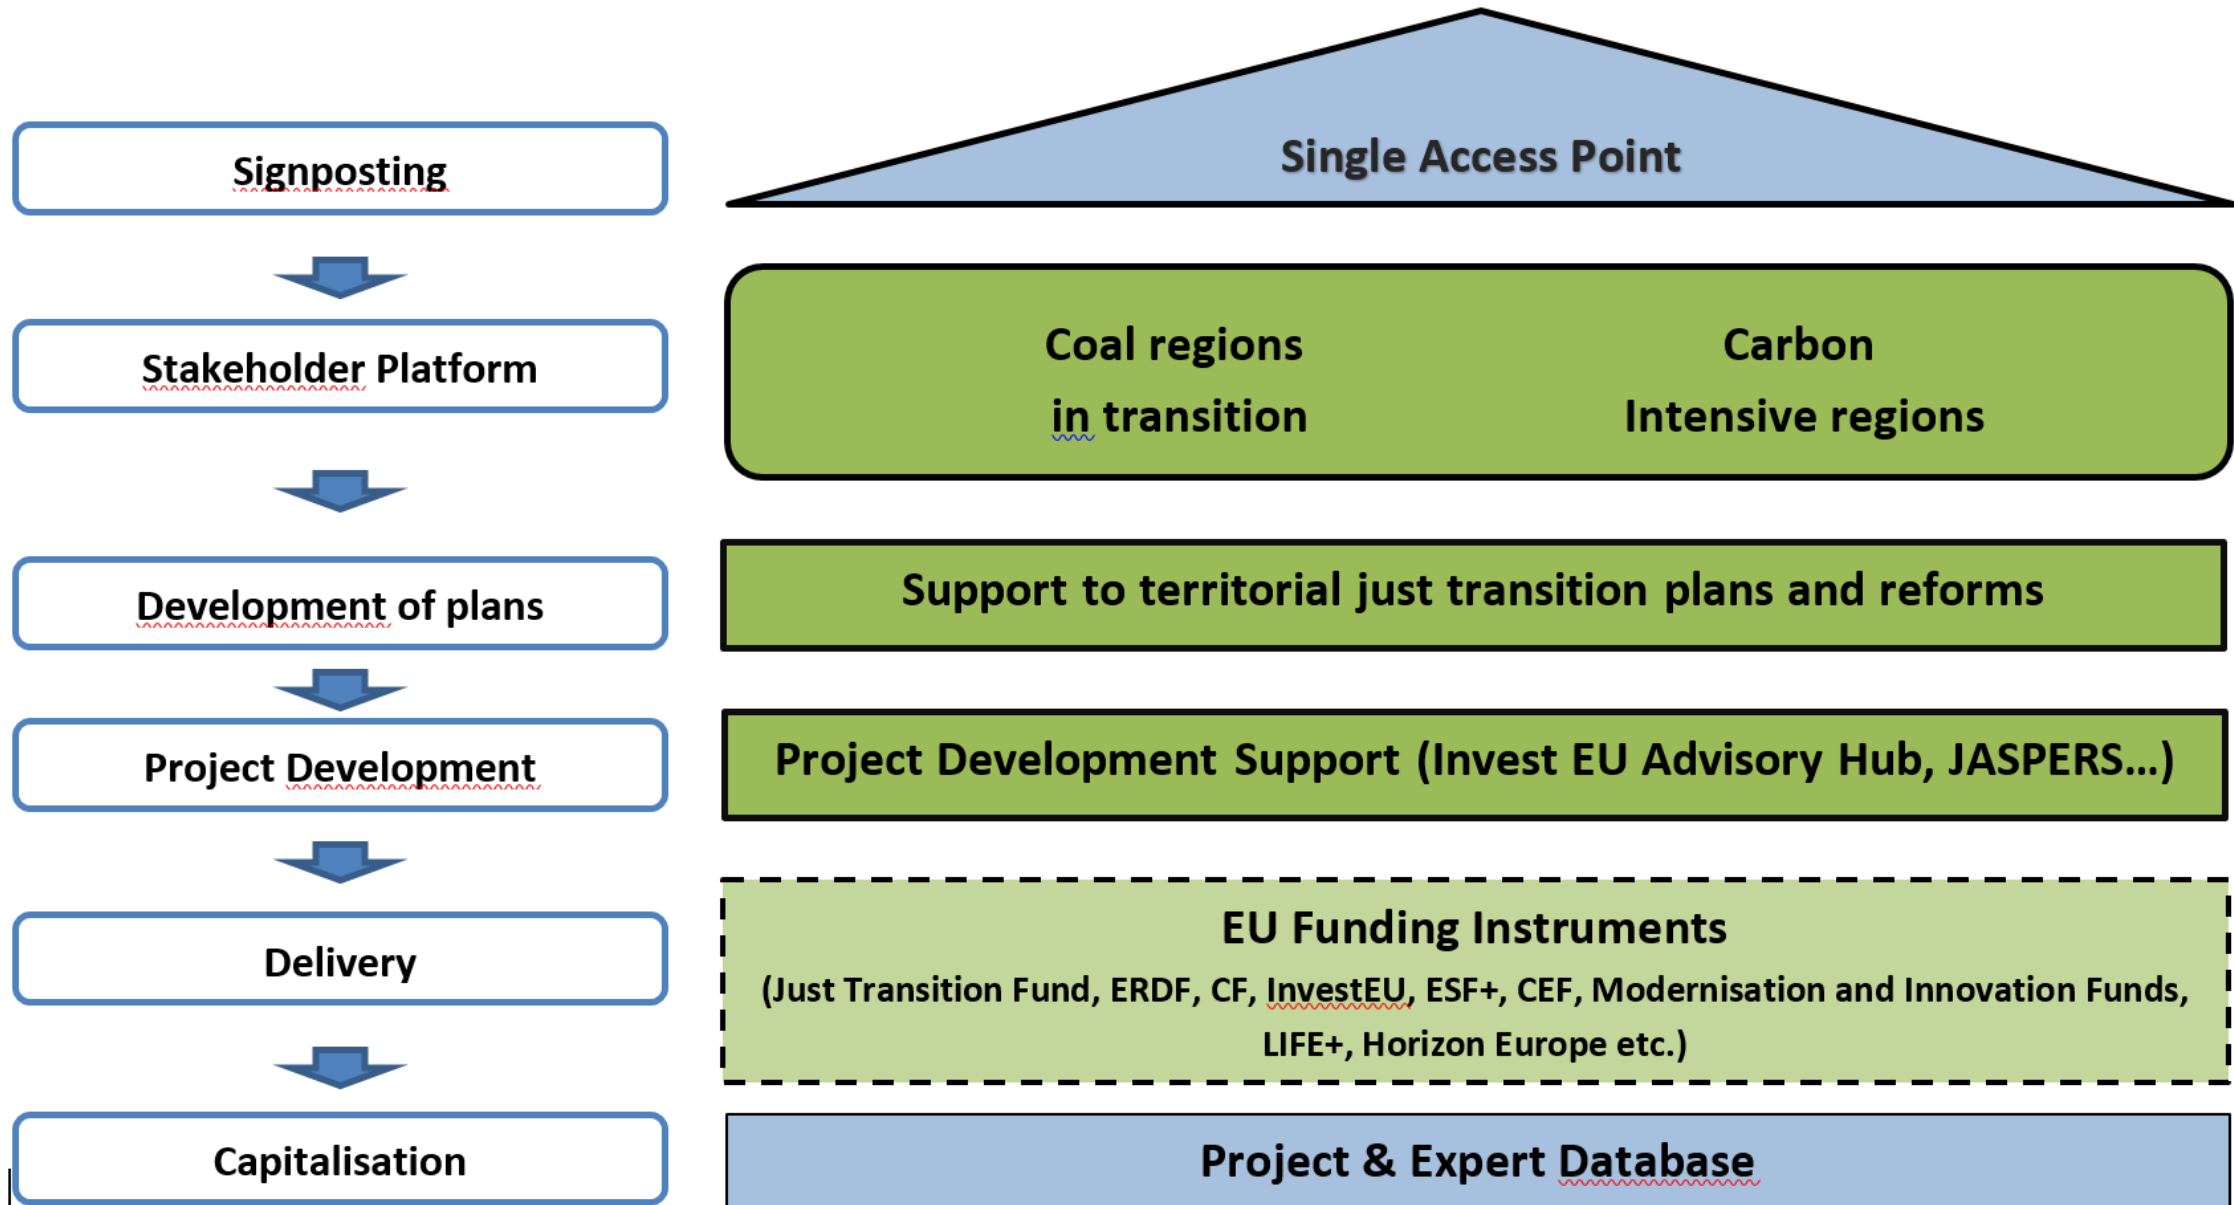 Signposting
Single Access Point
Stakeholder Platform
Coal regions
in transition
Carbon
Intensive regions
Development of plans
Support to territorial just transition plans and reforms
Project Development
Project Development Support (Invest EU Advisory Hub, JASPERS...)
Delivery
EU Funding Instruments
(Just Transition Fund, ERDF, CF, InvestEU, ESF+, CEF, Modernisation and Innovation Funds,
LIFE+, Horizon Europe etc.)
Capitalisation
Project & Expert Database